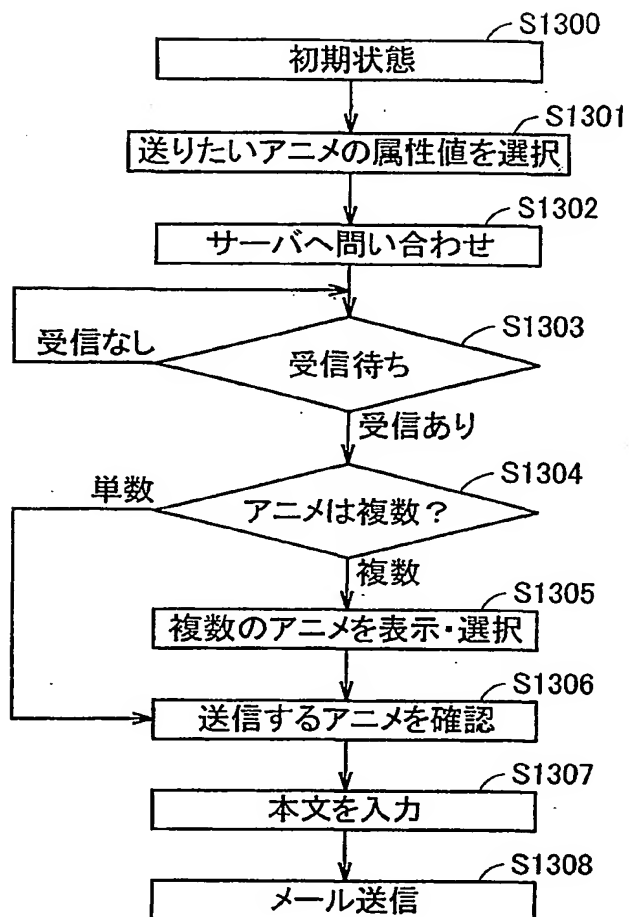 S1300
初期状態
S1301
送りたいアニメの属性値を選択
S1302
サーバへ問い合わせ
S1303
受信なし
受信待ち
受信あり
S1304
単数
アニメは複数?
複数
S1305
複数のアニメを表示・選択
S1306
送信するアニメを確認
S1307
本文を入力
S1308
メール送信